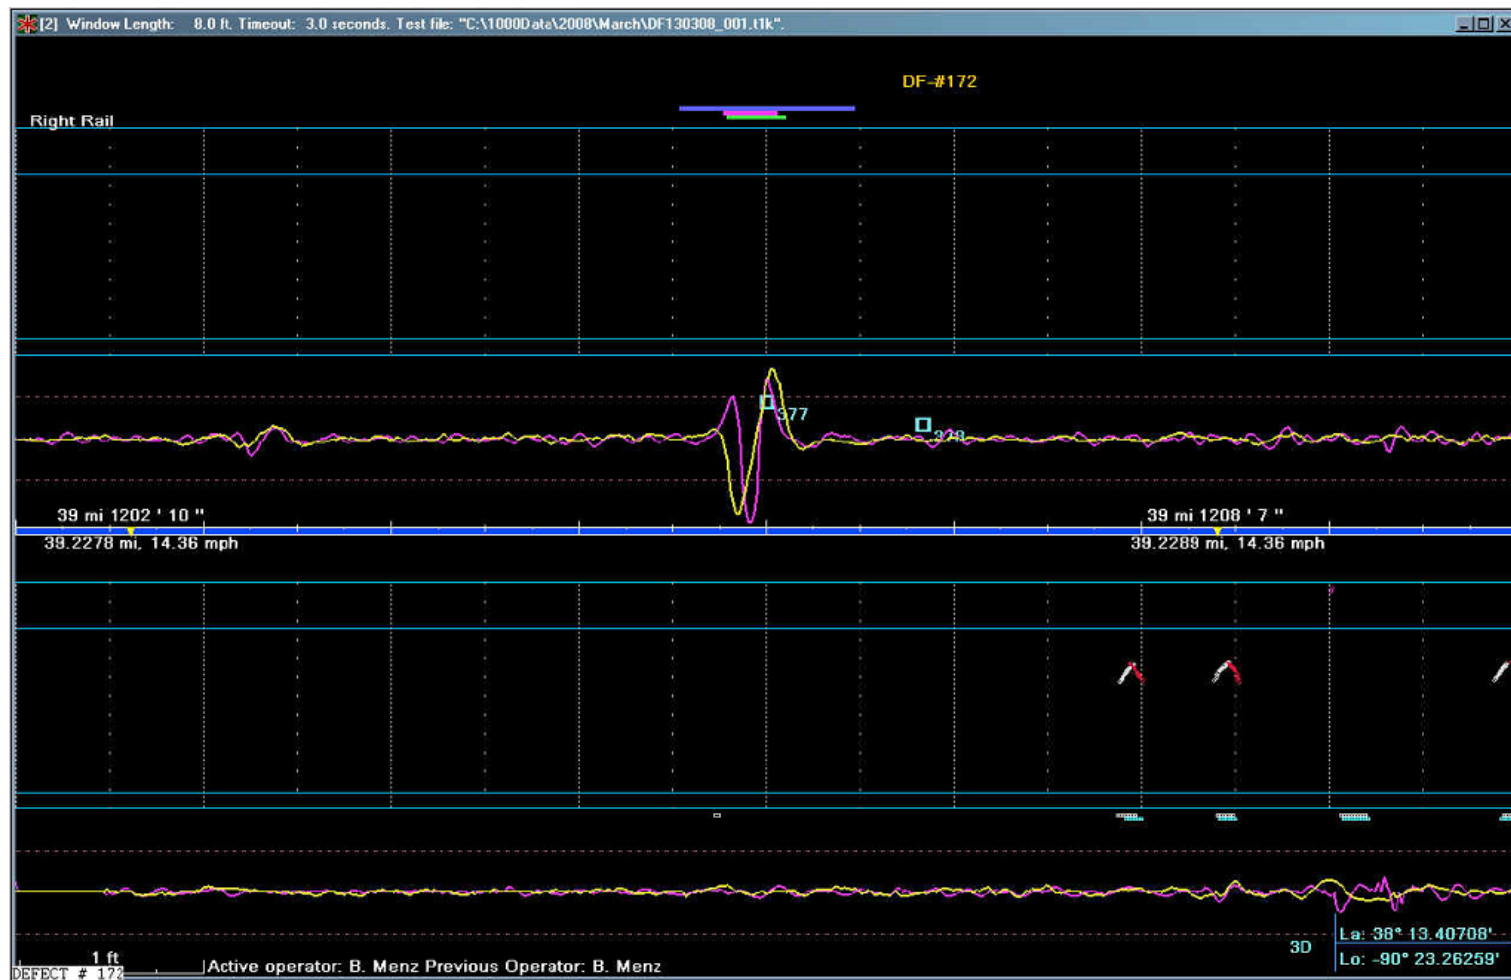 [2] Window Length: 8.0 ft. Timeout: 3.0 seconds. Test file: "C:\1000Data\2008\March\DF130308_001.t1k".
DF-#172
Right Rail
377
378
39 mi 1202 ' 10 "
39 mi 1208 ' 7 "
39.2278 mi, 14.36 mph
39.2289 mi, 14.36 mph
La: 38° 13.40708'
3D
Lo: -90° 23.26259'
1 ft
Active operator: B. Menz Previous Operator: B. Menz
DEFECT # 172